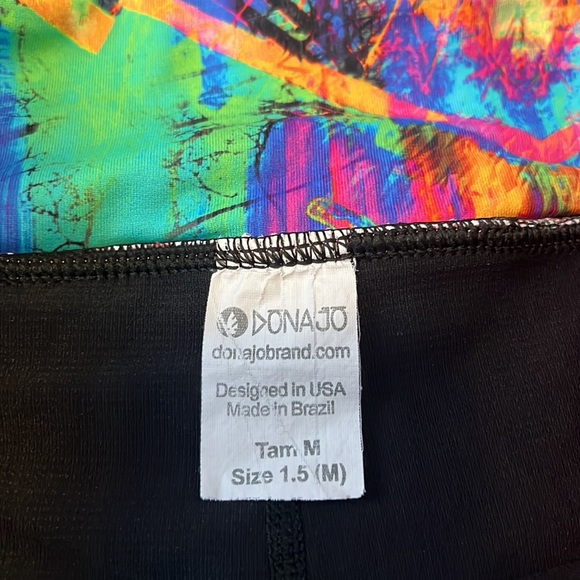 DONAJO
donajobrand.com
Designed in USA
Made in Brazil
Tam M
Size 1.5 (M)